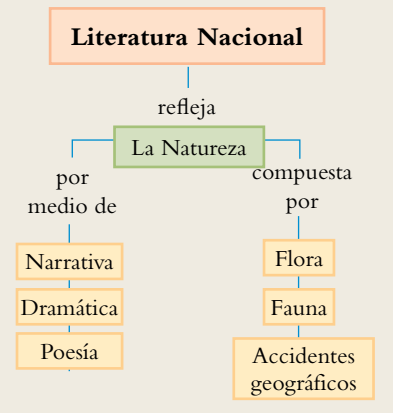 Literatura Nacional
refleja
La Natureza
por
medio de
Narrativa
Dramática
Poesía
compuesta
por
Flora
Fauna
Accidentes
geográficos